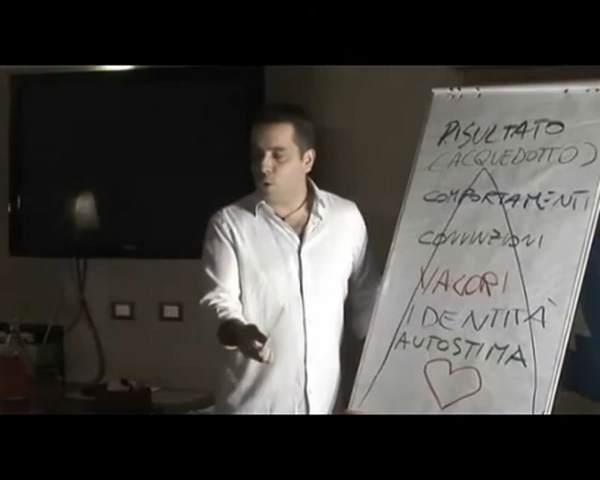 RISULTATO
(ACQUEDOTTO)
COMPORTAMENTI
CONVINZIONI
VALORI
IDENTITÀ
AUTOSTIMA